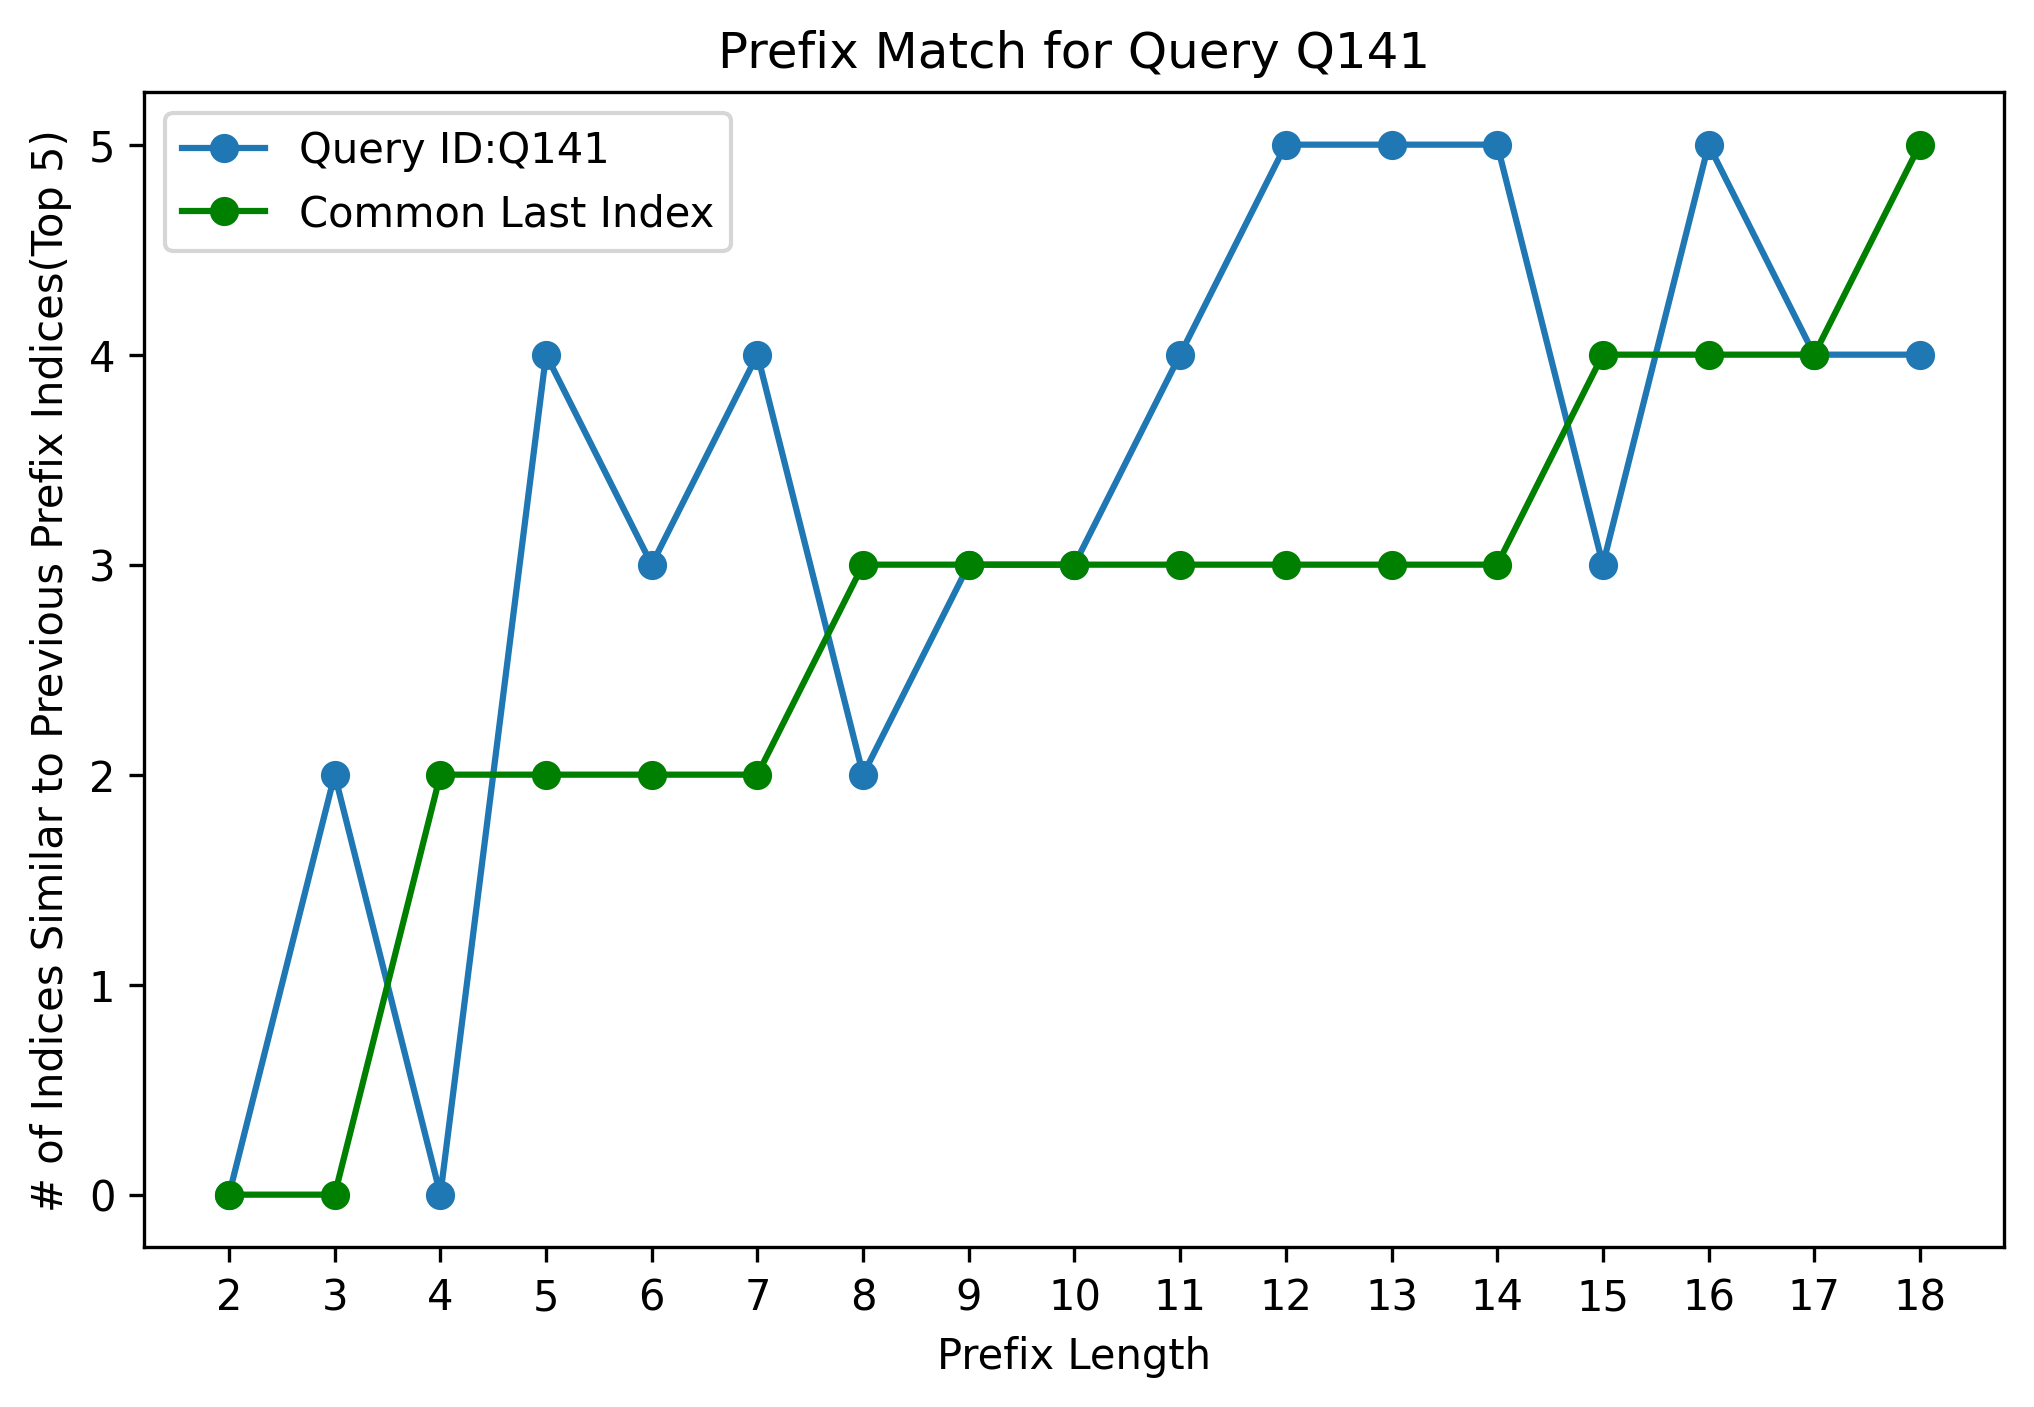 Prefix Match for Query Q141
Query ID:Q141
Common Last Index
# of Indices Similar to Previous Prefix Indices(Top 5)
5
4
3
2
1
0
2 3 4 5 6 7 8 9 10 11 12 13 14 15 16 17 18
Prefix Length